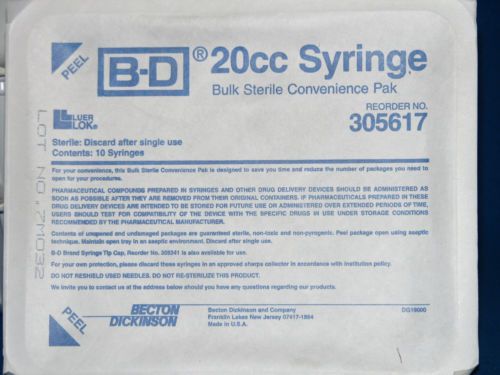 PEEL
B-D® 20cc Syringe
Bulk Sterile Convenience Pak
REORDER NO.
305617
LUER
LOK®
Sterile: Discard after single use
Contents: 10 Syringes
LOT NO. 7M032
For your convenience, this Bulk Sterile Convenience Pak is designed to save you time and reduce the number of packages you need to
open for your procedures.
PHARMACEUTICAL COMPOUNDS PREPARED IN SYRINGES AND OTHER DRUG DELIVERY DEVICES SHOULD BE ADMINISTERED AS
SOON AS POSSIBLE AFTER THEY ARE REMOVED FROM THEIR ORIGINAL CONTAINERS. IF PHARMACEUTICALS PREPARED IN THESE
DRUG DELIVERY DEVICES ARE INTENDED TO BE STORED FOR FUTURE USE OR ADMINISTERED OVER EXTENDED PERIODS OF TIME,
USERS SHOULD TEST FOR COMPATIBILITY OF THE DEVICE WITH THE SPECIFIC DRUGS IN USE UNDER STORAGE CONDITIONS
RECOMMENDED BY THE PHARMACEUTICAL MANUFACTURER.
Contents of unopened and undamaged packages are guaranteed sterile, non-toxic and non-pyrogenic. Peel package open using aseptic
technique. Maintain open tray in an aseptic environment. Discard after single use.
B-D Brand Syringe Tip Cap, Reorder No. 305341 is also available for use.
For your own protection, please discard these syringes in an approved sharps collector in accordance with institution policy.
DO NOT RESHIELD USED NEEDLES. DO NOT RE-STERILIZE THIS PRODUCT.
We invite you to contact us at the address below should you have any questions regarding our products.
PEEL
BECTON
DICKINSON
Becton Dickinson and Company
Franklin Lakes New Jersey 07417-1884
Made in U.S.A.
DG19000